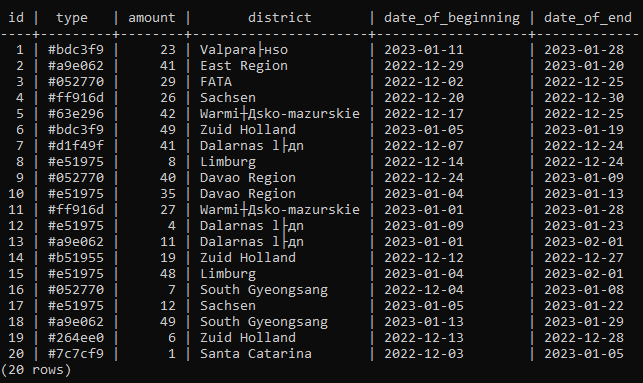 id |  type   | amount |      district      | date_of_beginning | date_of_end
----+---------+--------+--------------------+-------------------+-------------
  1 | #bdc3f9 |     23 | Valpara├нso        | 2023-01-11        | 2023-01-28
  2 | #a9e062 |     41 | East Region        | 2022-12-29        | 2023-01-20
  3 | #052770 |     29 | FATA               | 2022-12-02        | 2022-12-25
  4 | #ff916d |     26 | Sachsen            | 2022-12-20        | 2022-12-30
  5 | #63e296 |     42 | Warmi┼Дsko-mazurskie | 2022-12-17        | 2022-12-25
  6 | #bdc3f9 |     49 | Zuid Holland       | 2023-01-05        | 2023-01-19
  7 | #d1f49f |     41 | Dalarnas l├дn      | 2022-12-07        | 2022-12-24
  8 | #e51975 |      8 | Limburg            | 2022-12-14        | 2022-12-24
  9 | #052770 |     40 | Davao Region       | 2022-12-24        | 2023-01-09
 10 | #e51975 |     35 | Davao Region       | 2023-01-04        | 2023-01-13
 11 | #ff916d |     27 | Warmi┼Дsko-mazurskie | 2023-01-01        | 2023-01-28
 12 | #e51975 |      4 | Dalarnas l├дn      | 2023-01-09        | 2023-01-23
 13 | #a9e062 |     11 | Dalarnas l├дn      | 2023-01-01        | 2023-02-01
 14 | #b51955 |     19 | Zuid Holland       | 2022-12-12        | 2022-12-27
 15 | #e51975 |     48 | Limburg            | 2023-01-04        | 2023-02-01
 16 | #052770 |      7 | South Gyeongsang   | 2022-12-18        | 2023-01-08
 17 | #e51975 |     12 | Sachsen            | 2023-01-05        | 2023-01-22
 18 | #a9e062 |     49 | South Gyeongsang   | 2023-01-13        | 2023-01-29
 19 | #264ee0 |      6 | Zuid Holland       | 2022-12-13        | 2022-12-28
 20 | #7c7cf9 |      1 | Santa Catarina     | 2022-12-03        | 2023-01-05
(20 rows)